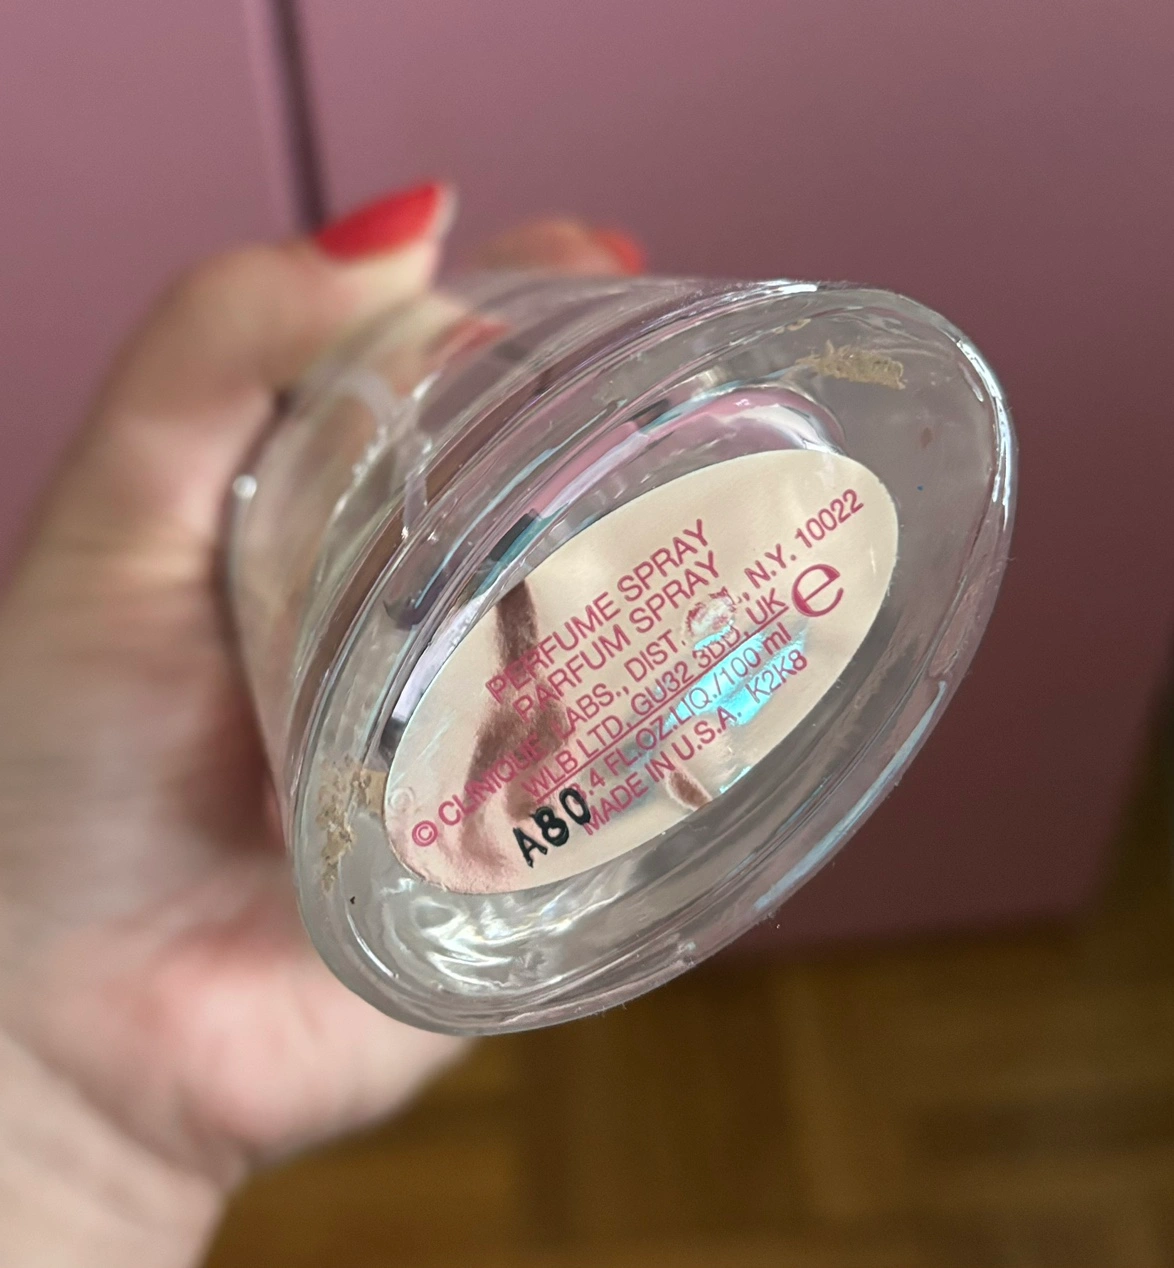 PERFUME SPRAY
PARFUM SPRAY
© CLINIQUE LABS., DIST. N.Y. 10022
WLB LTD, GU32 3DD, UK e
.4 FL.OZ.LIQ./100 ml
MADE IN U.S.A. K2K8
A80